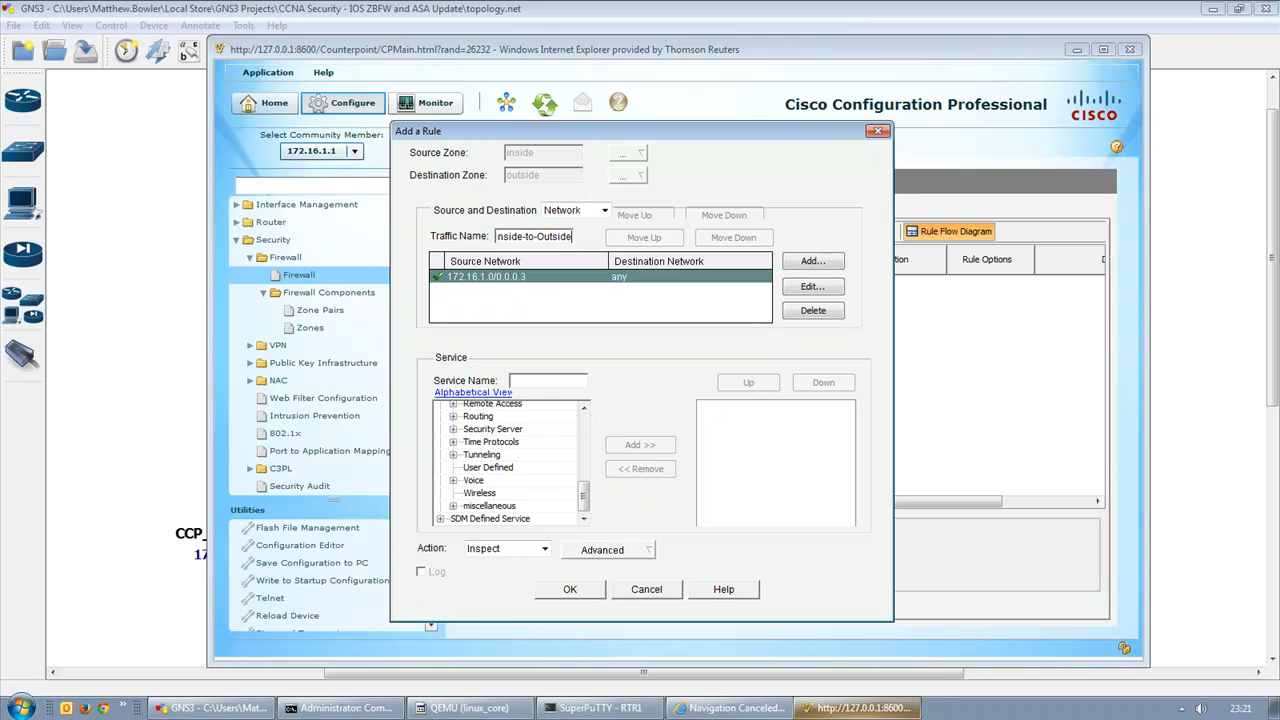 GNS3 - C:\Users\Matthew.Bowler\Local Store\GNS3 Projects\CCNA Security - IOS ZBFW and ASA Update\topology.net
File Edit View Control Device Annotate Tools Help
http://127.0.0.1:8600/Counterpoint/CPMain.html?rand=26232 - Windows Internet Explorer provided by Thomson Reuters
Application Help
Home Configure Monitor
Cisco Configuration Professional
CISCO
Select Community Member:
172.16.1.1
Add a Rule
Source Zone: inside ...
Destination Zone: outside ...
Source and Destination Network Move Up Move Down
Traffic Name: nside-to-Outside Move Up Move Down
Source Network Destination Network
172.16.1.0/0.0.0.3 any
Add...
Edit...
Delete
Service
Service Name: Up Down
Alphabetical View
Remote Access
Routing
Security Server
Time Protocols
Tunneling
User Defined
Voice
Wireless
miscellaneous
SDM Defined Service
Add >>
<< Remove
Action: Inspect Advanced
Log
OK Cancel Help
Rule Flow Diagram
tion Rule Options D
Interface Management
Router
Security
Firewall
Firewall
Firewall Components
Zone Pairs
Zones
VPN
Public Key Infrastructure
NAC
Web Filter Configuration
Intrusion Prevention
802.1x
Port to Application Mapping
C3PL
Security Audit
Utilities
Flash File Management
Configuration Editor
Save Configuration to PC
Write to Startup Configuration
Telnet
Reload Device
CCP_
17
GNS3 - C:\Users\Mat... Administrator: Com... QEMU (linux_core) SuperPuTTY - RTR1 Navigation Canceled... http://127.0.0.1:8600... 23:21